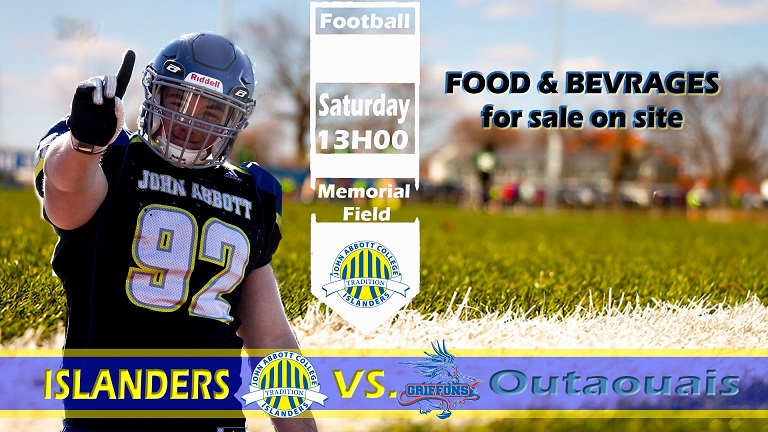 Football
Saturday
13H00
Memorial
Field
JOHN ABBOTT COLLEGE
TRADITION
ISLANDERS
FOOD & BEVRAGES
for sale on site
Riddell
JOHN ABBOTT
92
ISLANDERS
JOHN ABBOTT COLLEGE
TRADITION
ISLANDERS
VS.
GRIFFONS
Outaouais